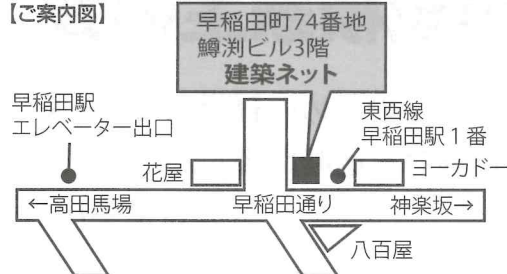 【ご案内図】
早稲田町74番地
鱒渕ビル3階
建築ネット
早稲田駅
エレベーター出口
東西線
早稲田駅1番
花屋
ヨーカドー
←高田馬場
早稲田通り
神楽坂→
八百屋